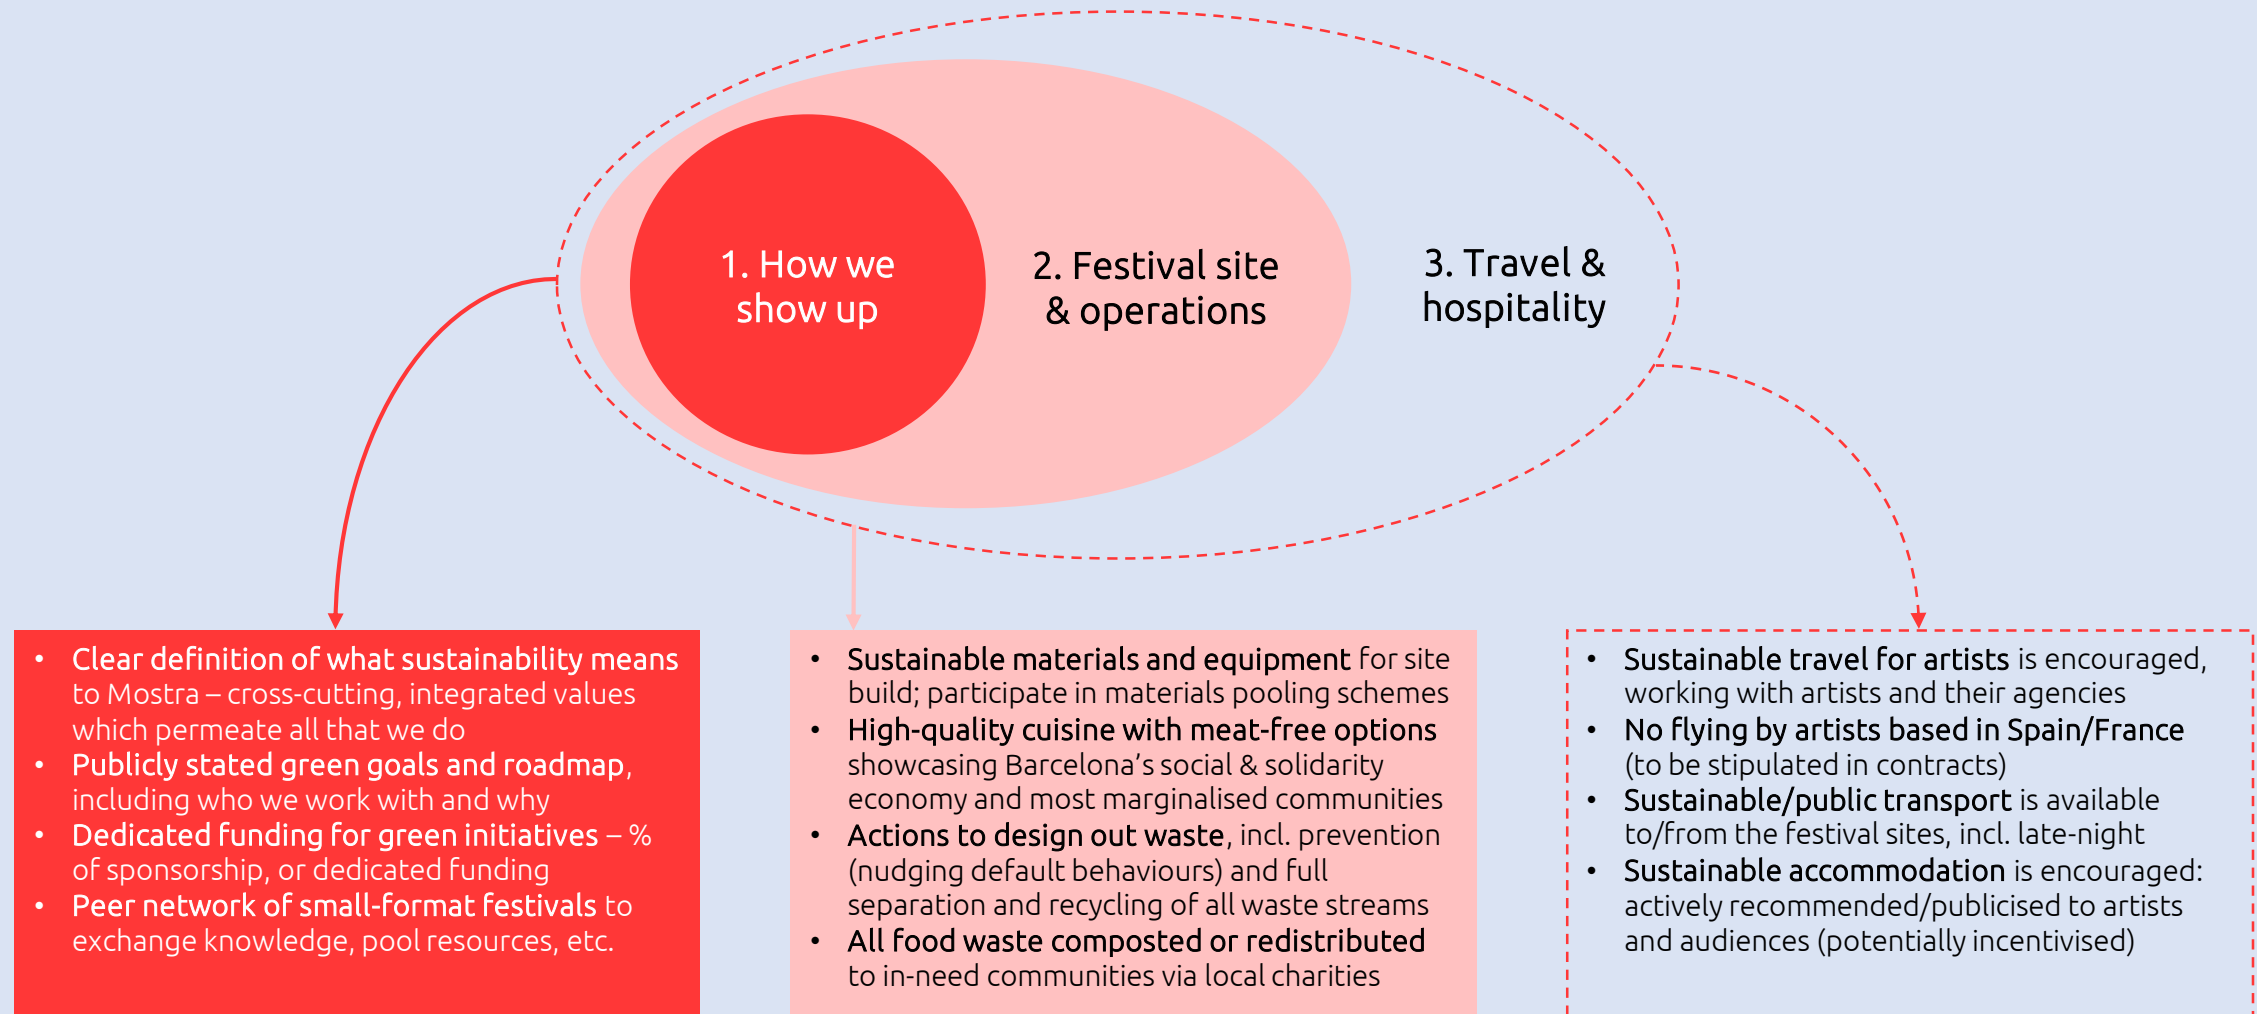 1. How we
show up
2. Festival site
& operations
3. Travel &
hospitality
• Clear definition of what sustainability means
to Mostra – cross-cutting, integrated values
which permeate all that we do
• Publicly stated green goals and roadmap,
including who we work with and why
• Dedicated funding for green initiatives – %
of sponsorship, or dedicated funding
• Peer network of small-format festivals to
exchange knowledge, pool resources, etc.
• Sustainable materials and equipment for site
build; participate in materials pooling schemes
• High-quality cuisine with meat-free options
showcasing Barcelona’s social & solidarity
economy and most marginalised communities
• Actions to design out waste, incl. prevention
(nudging default behaviours) and full
separation and recycling of all waste streams
• All food waste composted or redistributed
to in-need communities via local charities
• Sustainable travel for artists is encouraged,
working with artists and their agencies
• No flying by artists based in Spain/France
(to be stipulated in contracts)
• Sustainable/public transport is available
to/from the festival sites, incl. late-night
• Sustainable accommodation is encouraged:
actively recommended/publicised to artists
and audiences (potentially incentivised)